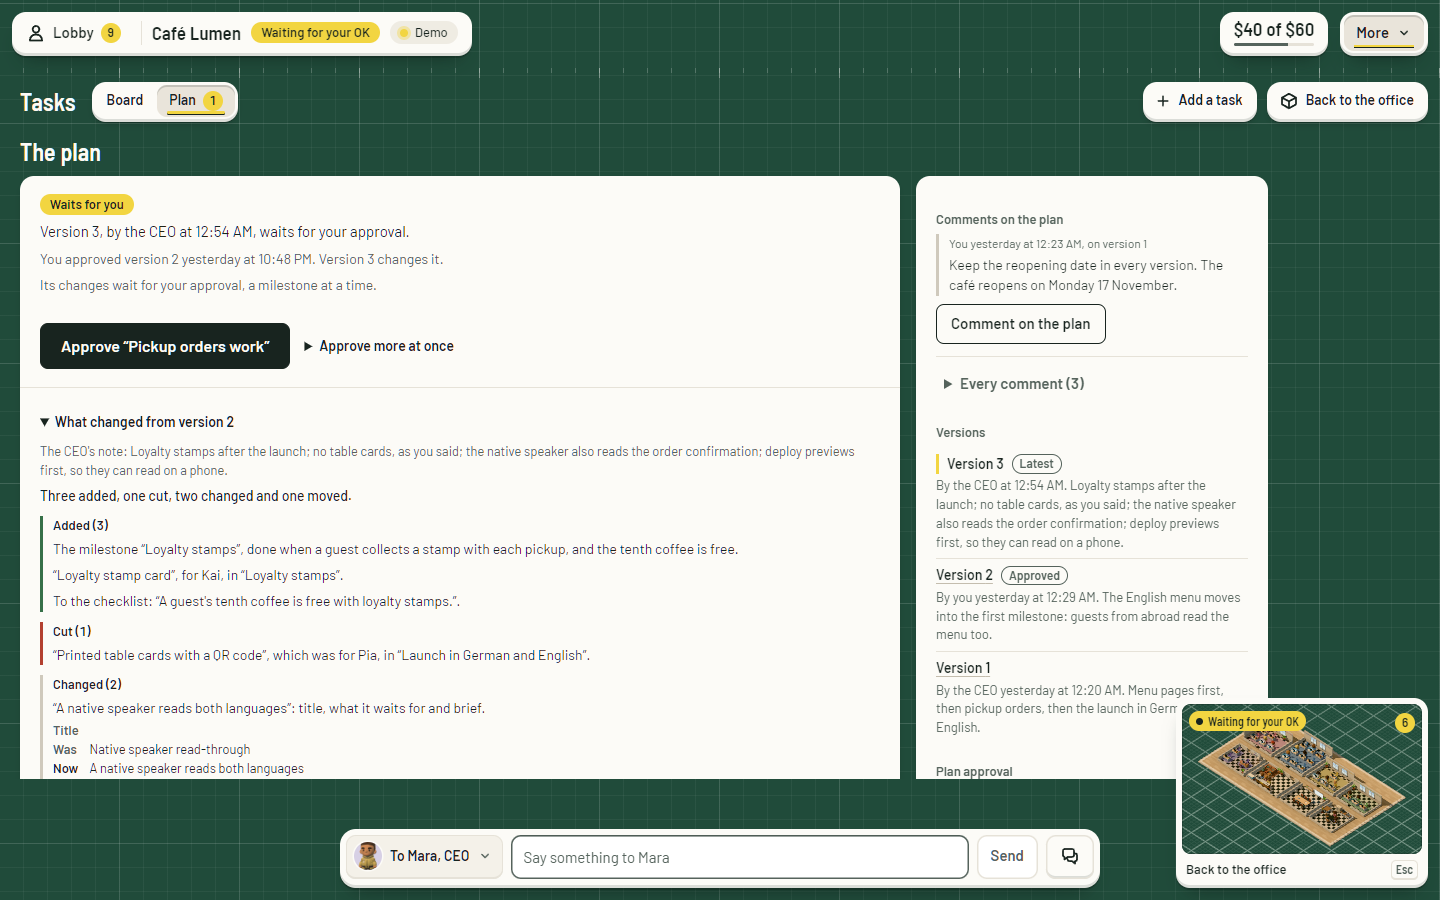 Lobby 9
Café Lumen
Waiting for your OK
Demo
$40 of $60
More
Tasks
Board
Plan 1
Add a task
Back to the office
The plan
Waits for you
Version 3, by the CEO at 12:54 AM, waits for your approval.
You approved version 2 yesterday at 10:48 PM. Version 3 changes it.
Its changes wait for your approval, a milestone at a time.
Approve “Pickup orders work”
Approve more at once
What changed from version 2
The CEO's note: Loyalty stamps after the launch; no table cards, as you said; the native speaker also reads the order confirmation; deploy previews
first, so they can read on a phone.
Three added, one cut, two changed and one moved.
Added (3)
The milestone “Loyalty stamps”, done when a guest collects a stamp with each pickup, and the tenth coffee is free.
“Loyalty stamp card”, for Kai, in “Loyalty stamps”.
To the checklist: “A guest's tenth coffee is free with loyalty stamps.”.
Cut (1)
“Printed table cards with a QR code”, which was for Pia, in “Launch in German and English”.
Changed (2)
“A native speaker reads both languages”: title, what it waits for and brief.
Title
Was Native speaker read-through
Now A native speaker reads both languages
Comments on the plan
You yesterday at 12:23 AM, on version 1
Keep the reopening date in every version. The
café reopens on Monday 17 November.
Comment on the plan
Every comment (3)
Versions
Version 3 Latest
By the CEO at 12:54 AM. Loyalty stamps after the
launch; no table cards, as you said; the native speaker
also reads the order confirmation; deploy previews
first, so they can read on a phone.
Version 2 Approved
By you yesterday at 12:29 AM. The English menu moves
into the first milestone: guests from abroad read the
menu too.
Version 1
By the CEO yesterday at 12:20 AM. Menu pages first,
then pickup orders, then the launch in Germ
English.
Plan approval
Waiting for your OK
6
Back to the office
Esc
To Mara, CEO
Say something to Mara
Send